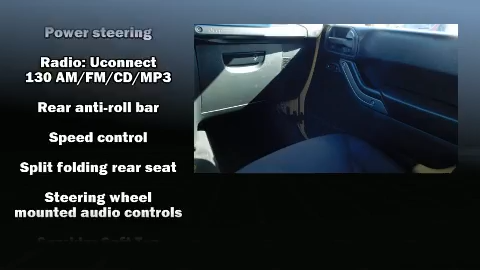 Power steering
Radio: Uconnect
130 AM/FM/CD/MP3
Rear anti-roll bar
Speed control
Split folding rear seat
Steering wheel
mounted audio controls